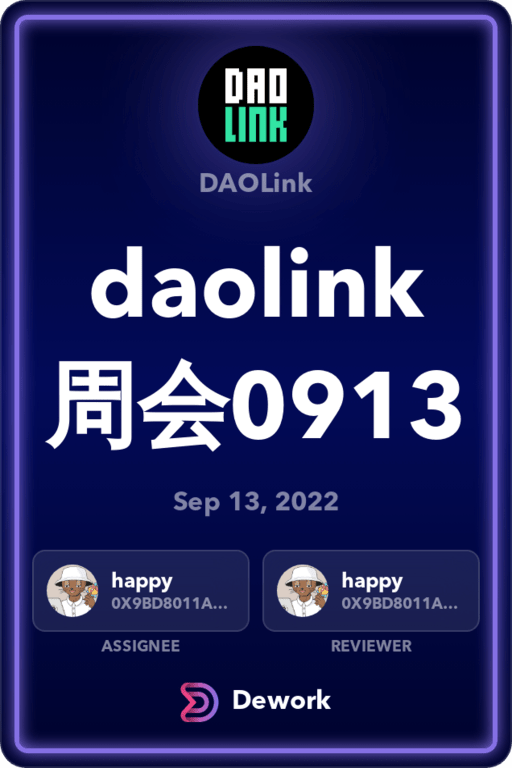 DAO
LINK
DAOLink
daolink
周会0913
Sep 13, 2022
happy
0X9BD8011A...
ASSIGNEE
happy
0X9BD8011A...
REVIEWER
Dework